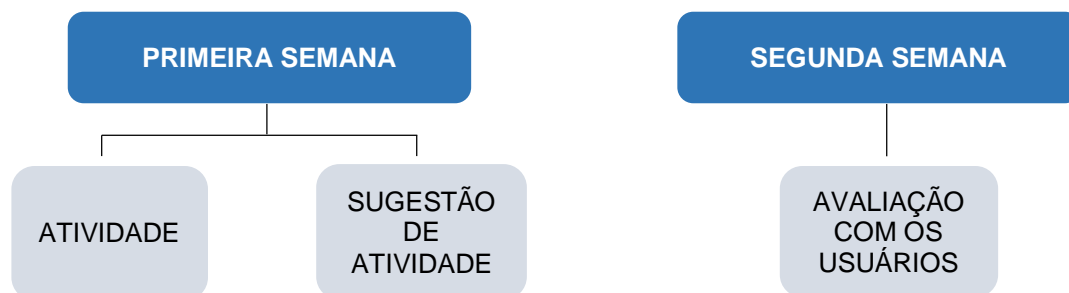 PRIMEIRA SEMANA
ATIVIDADE
SUGESTÃO
DE
ATIVIDADE
SEGUNDA SEMANA
AVALIAÇÃO
COM OS
USUÁRIOS